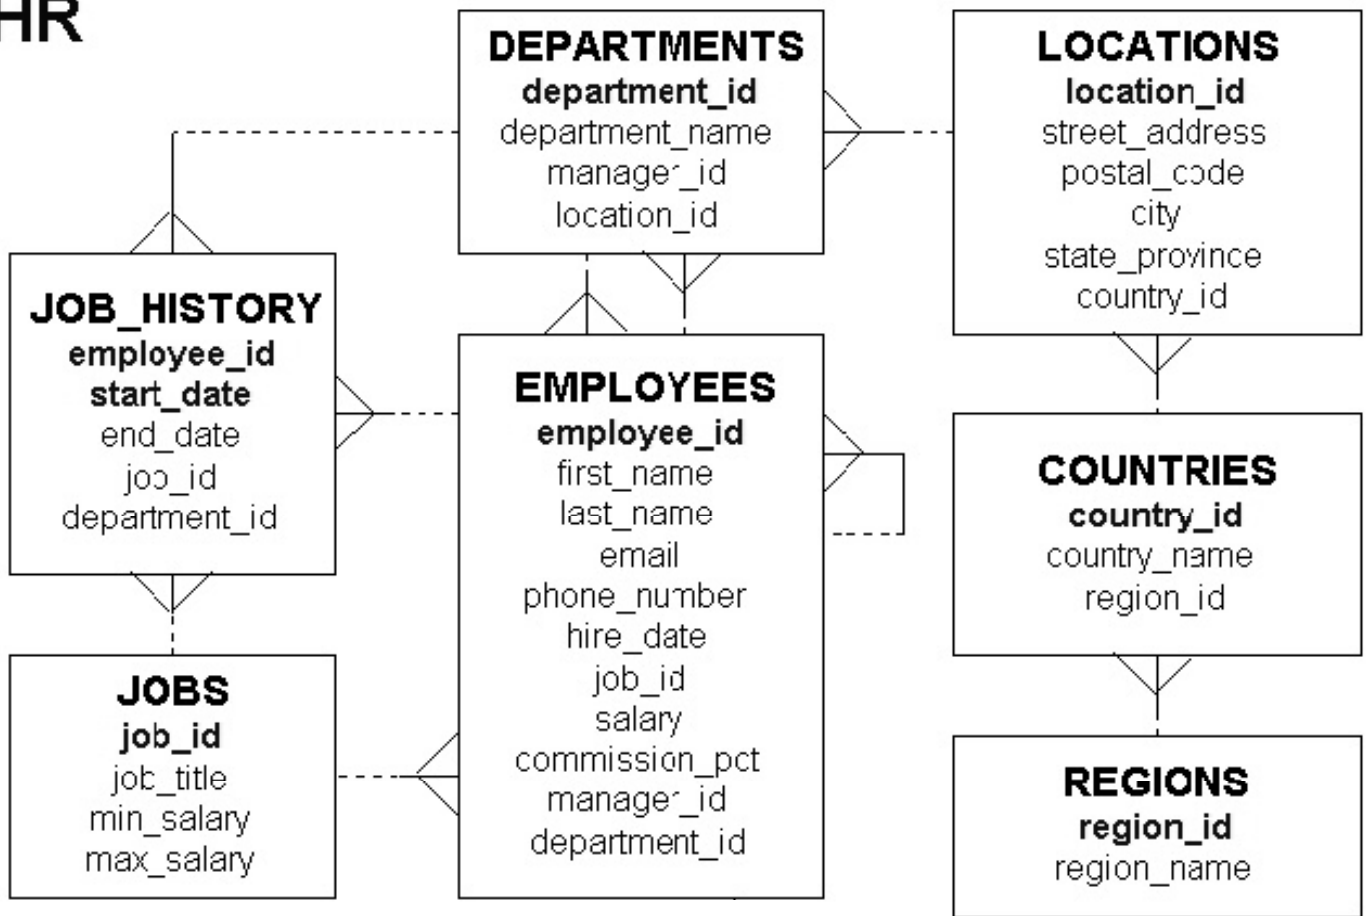 HR
DEPARTMENTS
department_id
department_name
manager_id
location_id
LOCATIONS
location_id
street_address
postal_code
city
state_province
country_id
JOB_HISTORY
employee_id
start_date
end_date
job_id
department_id
EMPLOYEES
employee_id
first_name
last_name
email
phone_number
hire_date
job_id
salary
commission_pct
manager_id
department_id
COUNTRIES
country_id
country_name
region_id
JOBS
job_id
job_title
min_salary
max_salary
REGIONS
region_id
region_name